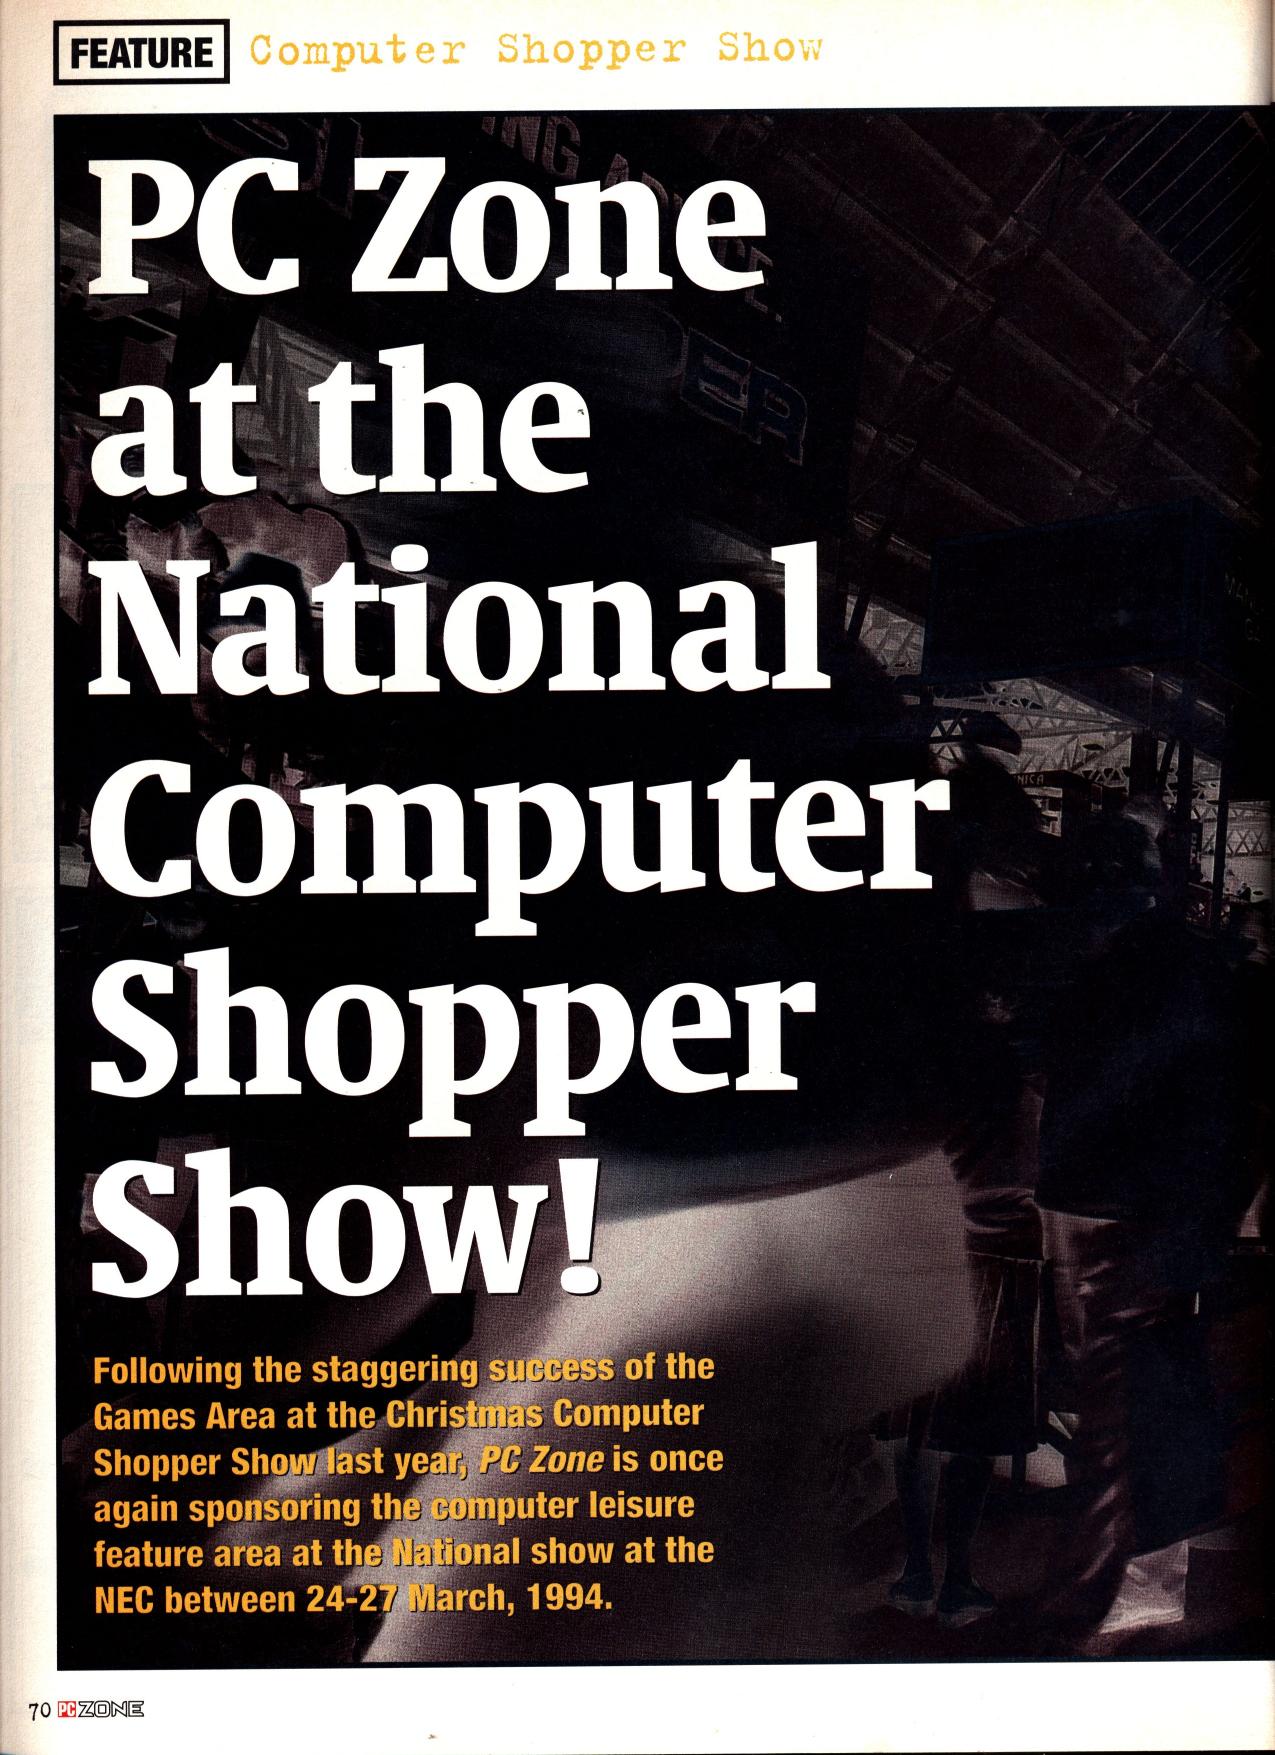 FEATURE Computer Shopper Show
PC Zone
at the
National
Computer
Shopper
Show!
Following the staggering success of the
Games Area at the Christmas Computer
Shopper Show last year, PC Zone is once
again sponsoring the computer leisure
feature area at the National show at the
NEC between 24-27 March, 1994.
70 PC ZONE